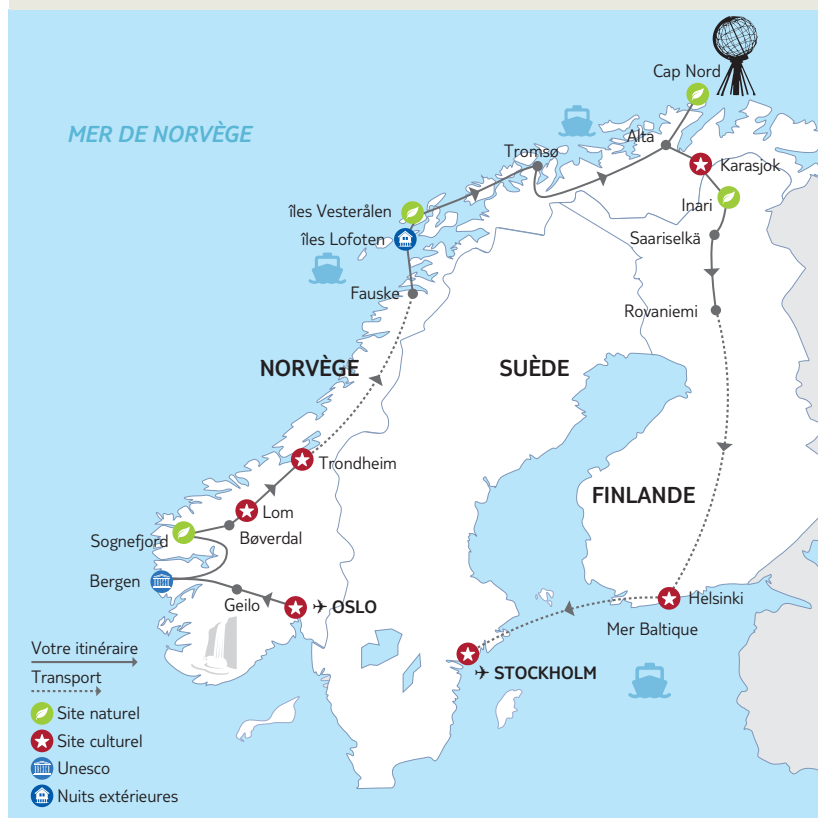 Cap Nord
MER DE NORVÈGE
Alta
Tromsø
Karasjok
Inari
îles Vesterålen
îles Lofoten
Saariselkä
Fauske
Rovaniemi
NORVÈGE
SUÈDE
Trondheim
FINLANDE
Lom
Bøverdal
Sognefjord
Bergen
Geilo
OSLO
Helsinki
Mer Baltique
STOCKHOLM
Votre itinéraire
Transport
Site naturel
Site culturel
Unesco
Nuits extérieures